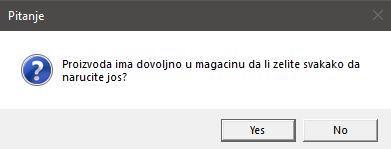 Pitanje
Proizvoda ima dovoljno u magacinu da li zelite svakako da
narucite jos?
Yes
No